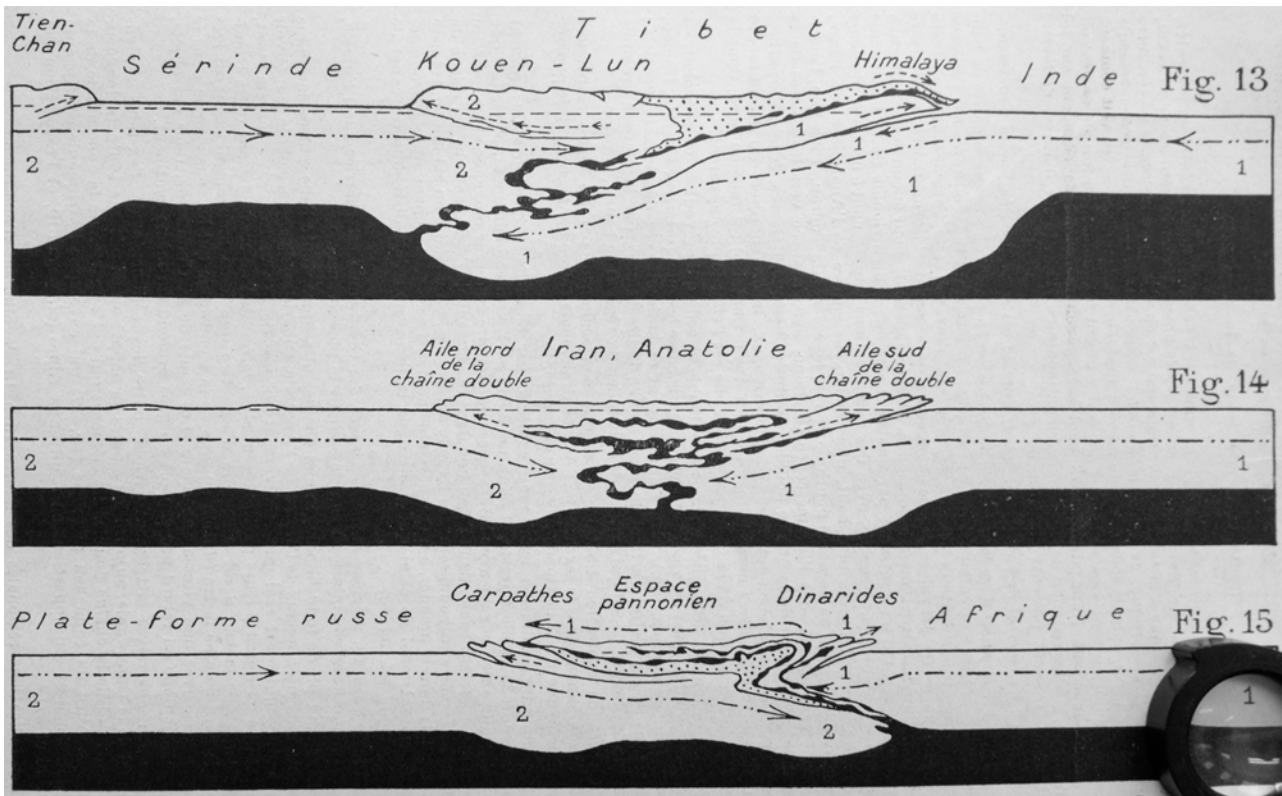 Tien-
Chan
Sérinde
Kouen-Lun
Tibet
Himalaya
Inde
Fig. 13
2
1
1
2
2
1
1
1
Aile nord
de la
chaîne double
Iran, Anatolie
Aile sud
de la
chaîne double
Fig. 14
2
1
2
1
Plate-forme russe
Carpathes
Espace
pannonien
Dinarides
Afrique
Fig. 15
1
1
1
2
1
2
2